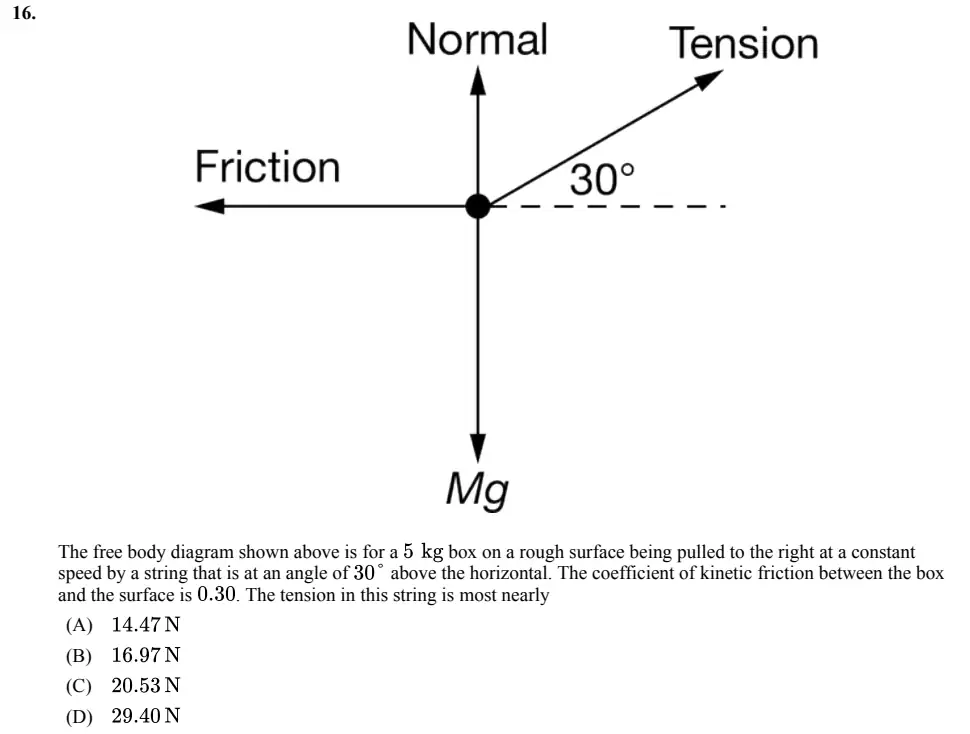 16.
Normal
Tension
Friction
30°
Mg
The free body diagram shown above is for a 5 kg box on a rough surface being pulled to the right at a constant
speed by a string that is at an angle of 30° above the horizontal. The coefficient of kinetic friction between the box
and the surface is 0.30. The tension in this string is most nearly
(A) 14.47 N
(B) 16.97 N
(C) 20.53 N
(D) 29.40 N